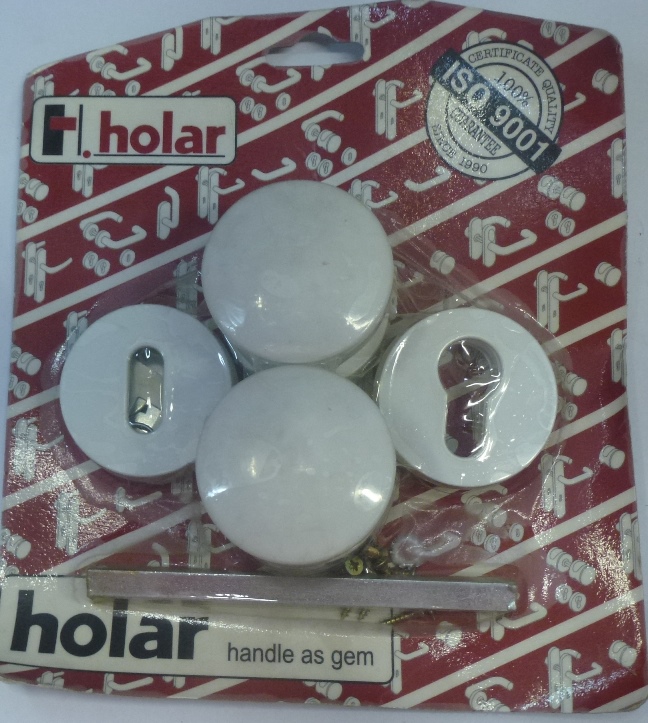 holar
CERTIFICATE QUALITY
100%
ISO 9001
GUARANTEE
SINCE 1990
holar
handle as gem